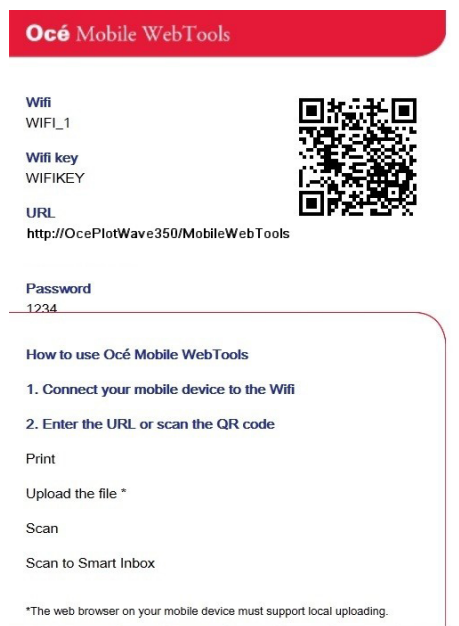 Océ Mobile WebTools
Wifi
WIFI_1
Wifi key
WIFIKEY
URL
http://OcePlotWave350/MobileWebTools
Password
1234
How to use Océ Mobile WebTools
1. Connect your mobile device to the Wifi
2. Enter the URL or scan the QR code
Print
Upload the file *
Scan
Scan to Smart Inbox
*The web browser on your mobile device must support local uploading.